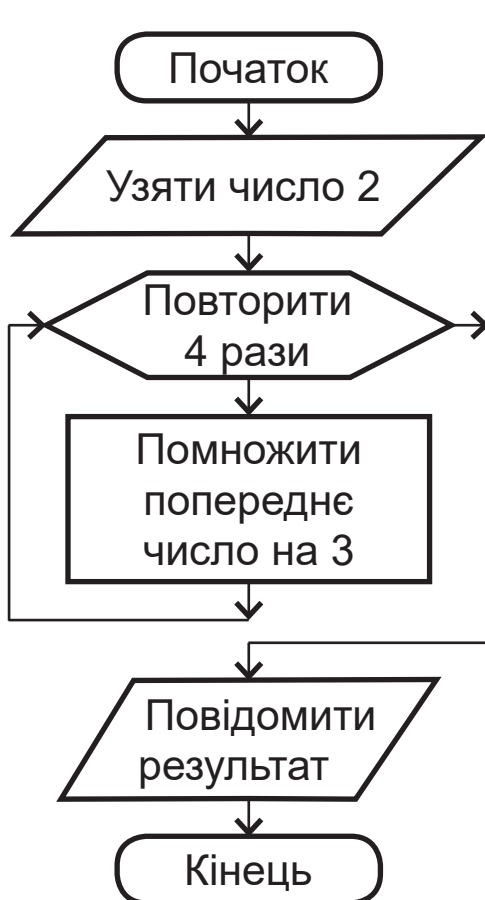 Початок
Узяти число 2
Повторити
4 рази
Помножити
попереднє
число на 3
Повідомити
результат
Кінець